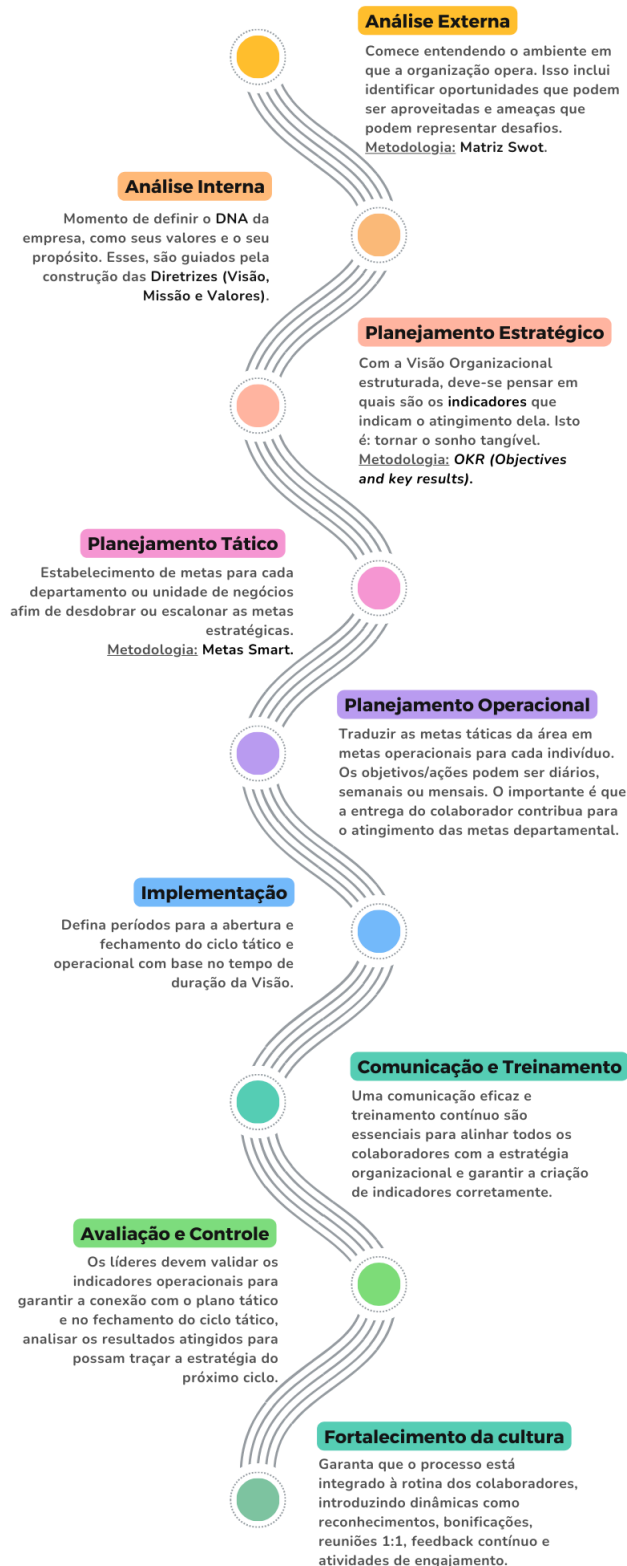 Análise Externa
Comece entendendo o ambiente em
que a organização opera. Isso inclui
identificar oportunidades que podem
ser aproveitadas e ameaças que
podem representar desafios.
Metodologia: Matriz Swot.
Análise Interna
Momento de definir o DNA da
empresa, como seus valores e o seu
propósito. Esses, são guiados pela
construção das Diretrizes (Visão,
Missão e Valores).
Planejamento Estratégico
Com a Visão Organizacional
estruturada, deve-se pensar em
quais são os indicadores que
indicam o atingimento dela. Isto
é: tornar o sonho tangível.
Metodologia: OKR (Objectives
and key results).
Planejamento Tático
Estabelecimento de metas para cada
departamento ou unidade de negócios
afim de desdobrar ou escalonar as metas
estratégicas.
Metodologia: Metas Smart.
Planejamento Operacional
Traduzir as metas táticas da área em
metas operacionais para cada indivíduo.
Os objetivos/ações podem ser diários,
semanais ou mensais. O importante é que
a entrega do colaborador contribua para
o atingimento das metas departamental.
Implementação
Defina períodos para a abertura e
fechamento do ciclo tático e
operacional com base no tempo de
duração da Visão.
Comunicação e Treinamento
Uma comunicação eficaz e
treinamento contínuo são
essenciais para alinhar todos os
colaboradores com a estratégia
organizacional e garantir a criação
de indicadores corretamente.
Avaliação e Controle
Os líderes devem validar os
indicadores operacionais para
garantir a conexão com o plano tático
e no fechamento do ciclo tático,
analisar os resultados atingidos para
possam traçar a estratégia do
próximo ciclo.
Fortalecimento da cultura
Garanta que o processo está
integrado à rotina dos colaboradores,
introduzindo dinâmicas como
reconhecimentos, bonificações,
reuniões 1:1, feedback contínuo e
atividades de engajamento.